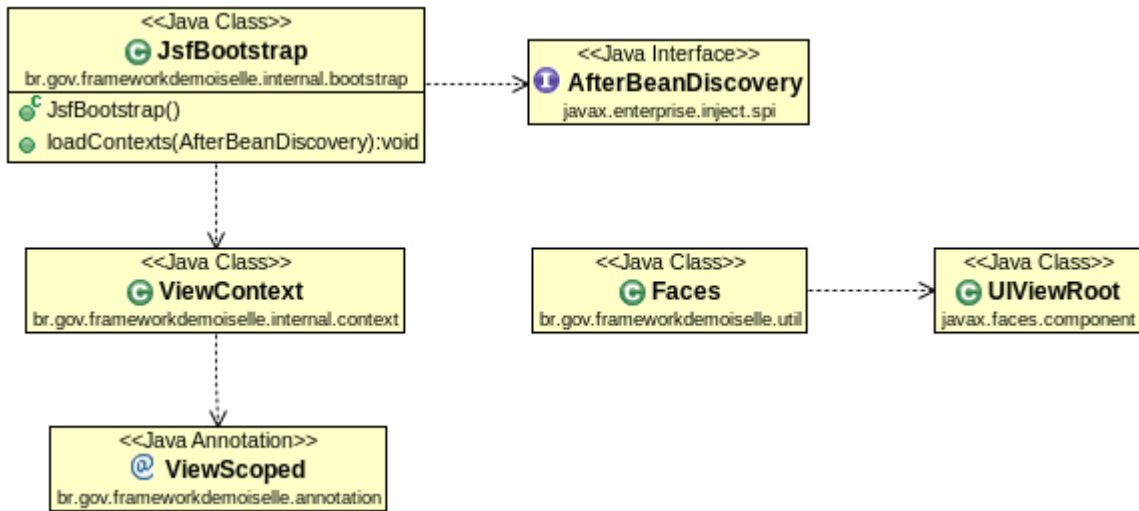 <<Java Class>>
JsfBootstrap
br.gov.frameworkdemoiselle.internal.bootstrap
JsfBootstrap()
loadContexts(AfterBeanDiscovery):void
<<Java Interface>>
AfterBeanDiscovery
javax.enterprise.inject.spi
<<Java Class>>
ViewContext
br.gov.frameworkdemoiselle.internal.context
<<Java Class>>
Faces
br.gov.frameworkdemoiselle.util
<<Java Class>>
UIViewRoot
javax.faces.component
<<Java Annotation>>
ViewScoped
br.gov.frameworkdemoiselle.annotation